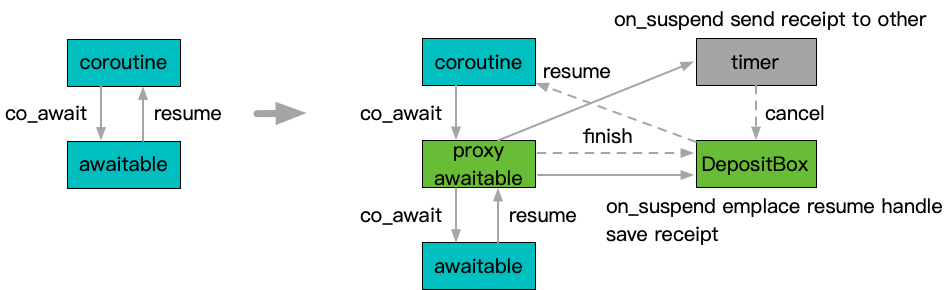 coroutine
co_await
resume
awaitable
on_suspend send receipt to other
coroutine
resume
timer
co_await
cancel
finish
proxy
awaitable
DepositBox
co_await
resume
on_suspend emplace resume handle
save receipt
awaitable